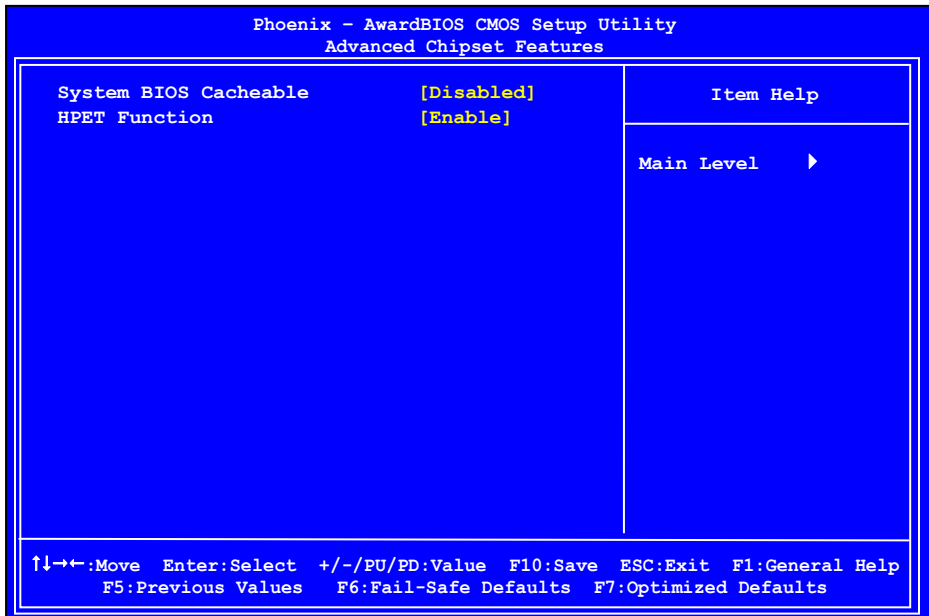 Phoenix – AwardBIOS CMOS Setup Utility
Advanced Chipset Features
System BIOS Cacheable [Disabled]
HPET Function [Enable]
Item Help
Main Level
↑↓→←:Move Enter:Select +/-/PU/PD:Value F10:Save ESC:Exit F1:General Help
F5:Previous Values F6:Fail-Safe Defaults F7:Optimized Defaults